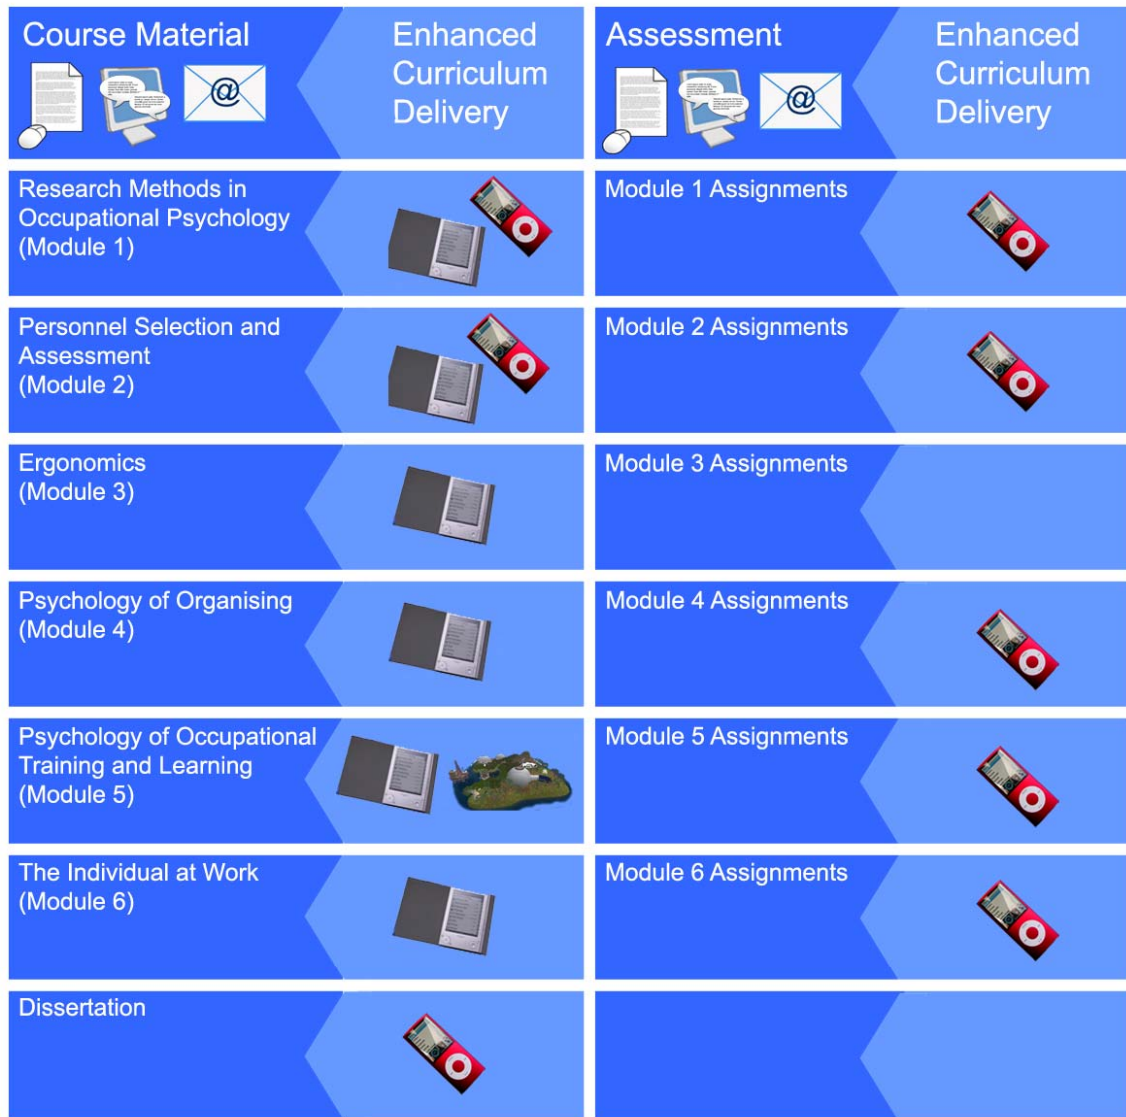 Course Material
Enhanced
Curriculum
Delivery
Assessment
Enhanced
Curriculum
Delivery
@
@
Research Methods in
Occupational Psychology
(Module 1)
Module 1 Assignments
Personnel Selection and
Assessment
(Module 2)
Module 2 Assignments
Ergonomics
(Module 3)
Module 3 Assignments
Psychology of Organising
(Module 4)
Module 4 Assignments
Psychology of Occupational
Training and Learning
(Module 5)
Module 5 Assignments
The Individual at Work
(Module 6)
Module 6 Assignments
Dissertation